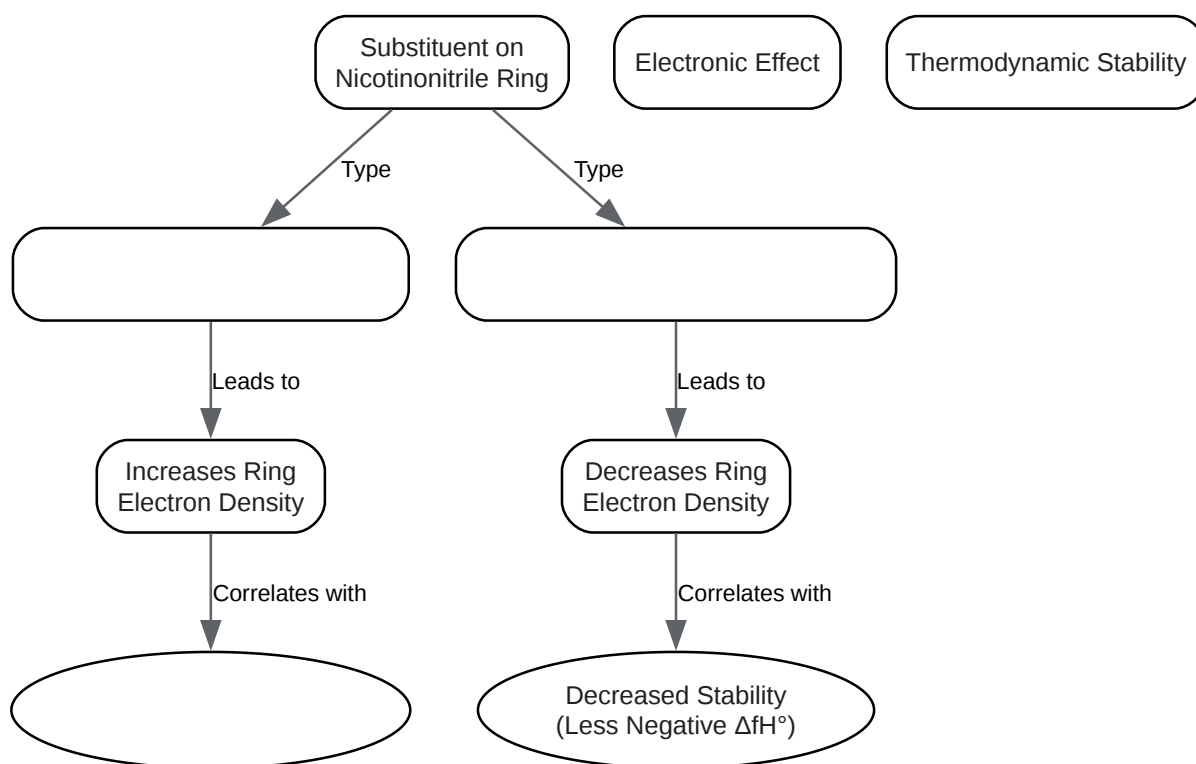 Substituent on
Nicotinonitrile Ring
Electronic Effect
Thermodynamic Stability
Type
Type
Leads to
Leads to
Increases Ring
Electron Density
Decreases Ring
Electron Density
Correlates with
Correlates with
Decreased Stability
(Less Negative ΔfH°)